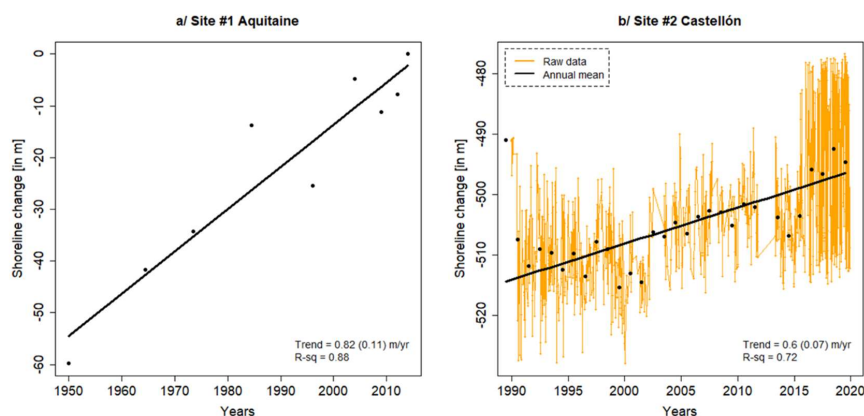 a/ Site #1 Aquitaine
Shoreline change [in m]
0
-10
-20
-30
-40
-50
-60
Trend = 0.82 (0.11) m/yr
R-sq = 0.88
1950 1960 1970 1980 1990 2000 2010
Years
b/ Site #2 Castellón
Raw data
Annual mean
Shoreline change [in m]
-480
-490
-500
-510
-520
Trend = 0.6 (0.07) m/yr
R-sq = 0.72
1990 1995 2000 2005 2010 2015 2020
Years